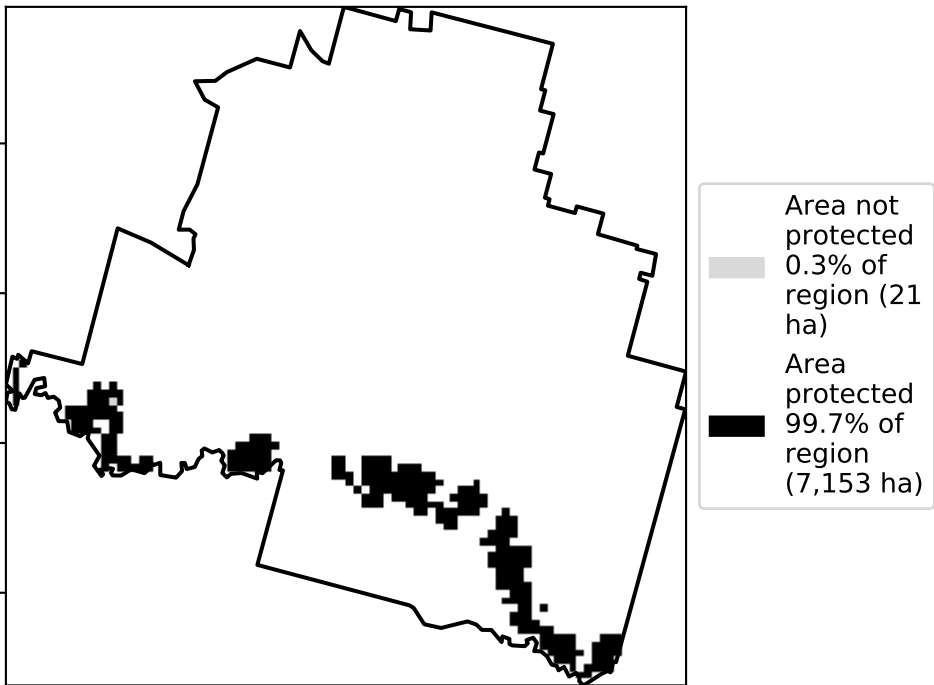 Area not
protected
0.3% of
region (21
ha)
Area
protected
99.7% of
region
(7,153 ha)